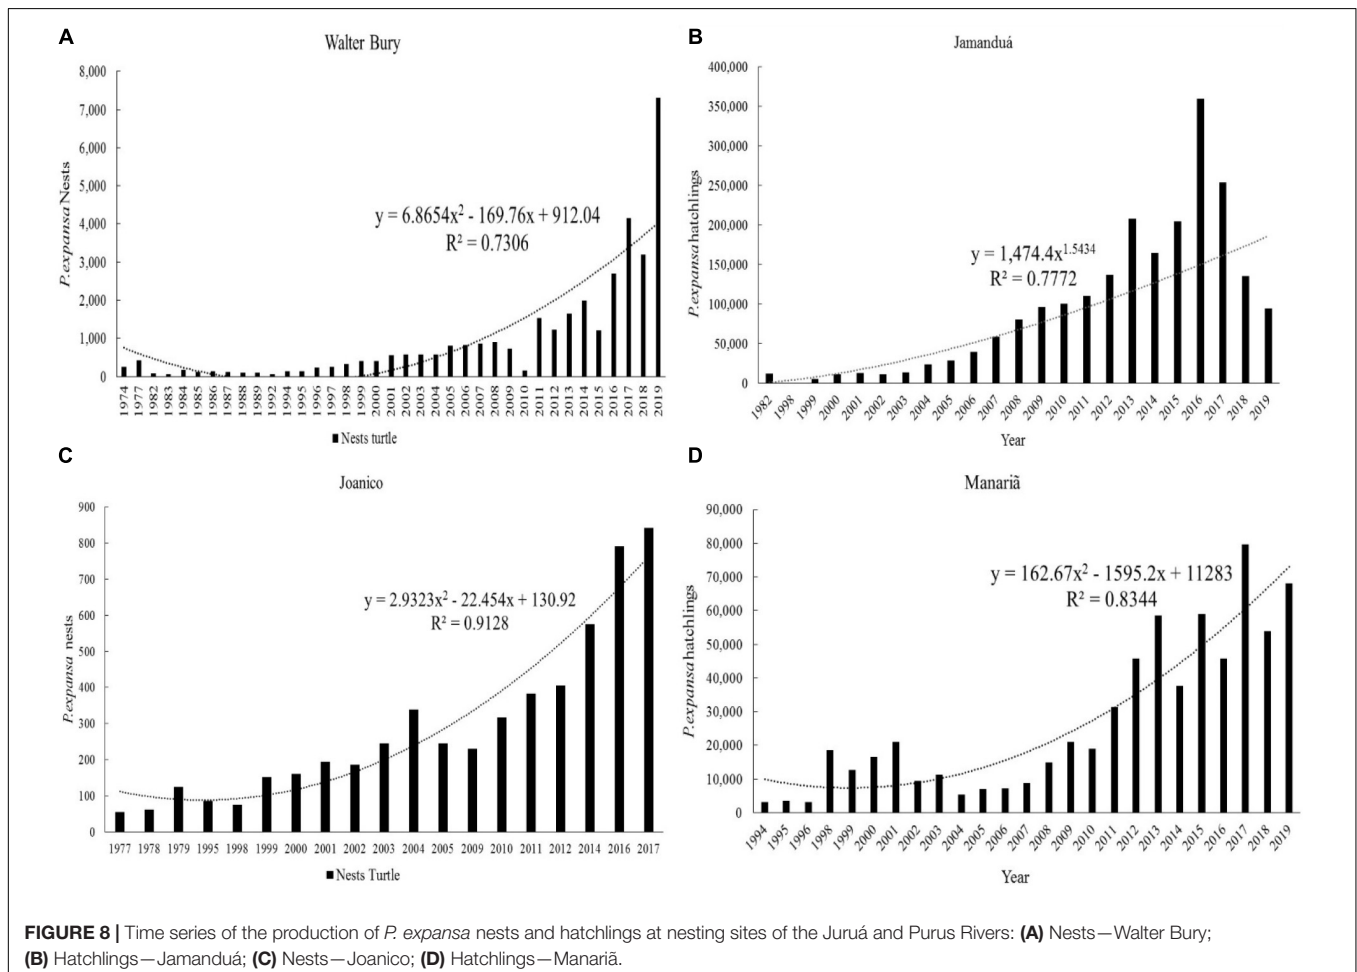 A
Walter Bury
8,000
7,000
6,000
5,000
4,000
3,000
2,000
1,000
0
P.expansa Nests
y = 6.8654x² - 169.76x + 912.04
R² = 0.7306
1974 1977 1982 1983 1984 1985 1986 1987 1988 1989 1992 1994 1995 1996 1997 1998 1999 2000 2001 2002 2003 2004 2005 2006 2007 2008 2009 2010 2011 2012 2013 2014 2015 2016 2017 2018 2019
■ Nests turtle
B
Jamanduá
400,000
350,000
300,000
250,000
200,000
150,000
100,000
50,000
0
P.expansa hatchlings
y = 1,474.4x^1.5434
R² = 0.7772
1982 1998 1999 2000 2001 2002 2003 2004 2005 2006 2007 2008 2009 2010 2011 2012 2013 2014 2015 2016 2017 2018 2019
Year
C
Joanico
900
800
700
600
500
400
300
200
100
0
P.expansa nests
y = 2.9323x² - 22.454x + 130.92
R² = 0.9128
1977 1978 1979 1995 1998 1999 2000 2001 2002 2003 2004 2005 2009 2010 2011 2012 2014 2016 2017
■ Nests Turtle
D
Manariã
90,000
80,000
70,000
60,000
50,000
40,000
30,000
20,000
10,000
0
P.expansa hatchlings
y = 162.67x² - 1595.2x + 11283
R² = 0.8344
1994 1995 1996 1998 1999 2000 2001 2002 2003 2004 2005 2006 2007 2008 2009 2010 2011 2012 2013 2014 2015 2016 2017 2018 2019
Year
FIGURE 8 | Time series of the production of P. expansa nests and hatchlings at nesting sites of the Juruá and Purus Rivers: (A) Nests—Walter Bury;
(B) Hatchlings—Jamanduá; (C) Nests—Joanico; (D) Hatchlings—Manariã.